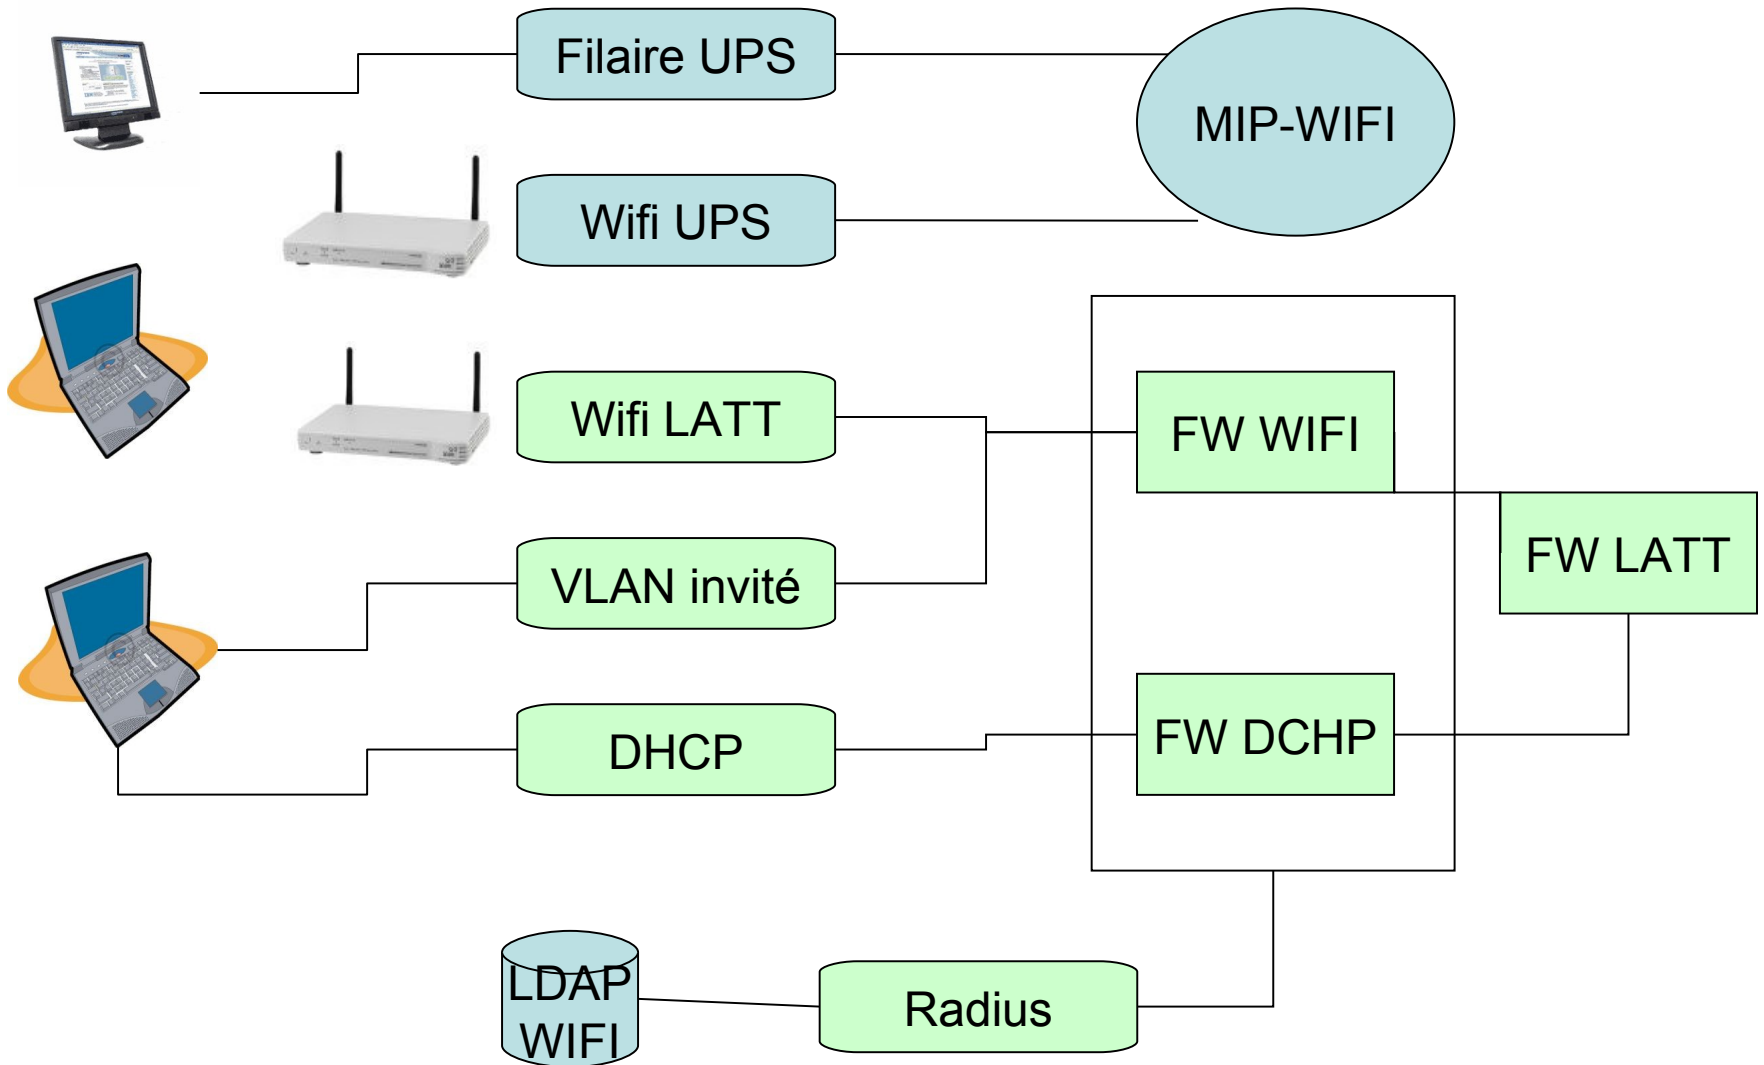 Filaire UPS
MIP-WIFI
Wifi UPS
Wifi LATT
FW WIFI
FW LATT
VLAN invité
FW DCHP
DHCP
LDAP
WIFI
Radius